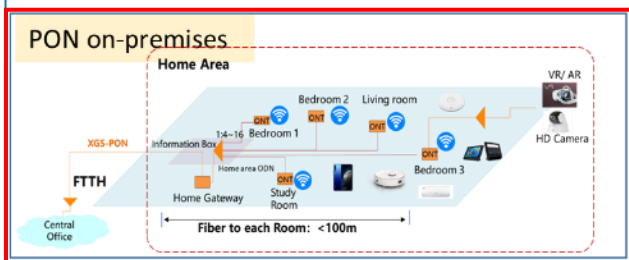 PON on-premises
Home Area
VR/ AR
Bedroom 2
Living room
ONT
ONT
ONT
1:4~16
Bedroom 1
HD Camera
XGS-PON
Information Box
ONT
Home area ODN
Bedroom 3
FTTH
ONT
Home Gateway
Study
Room
Central
Office
Fiber to each Room: <100m